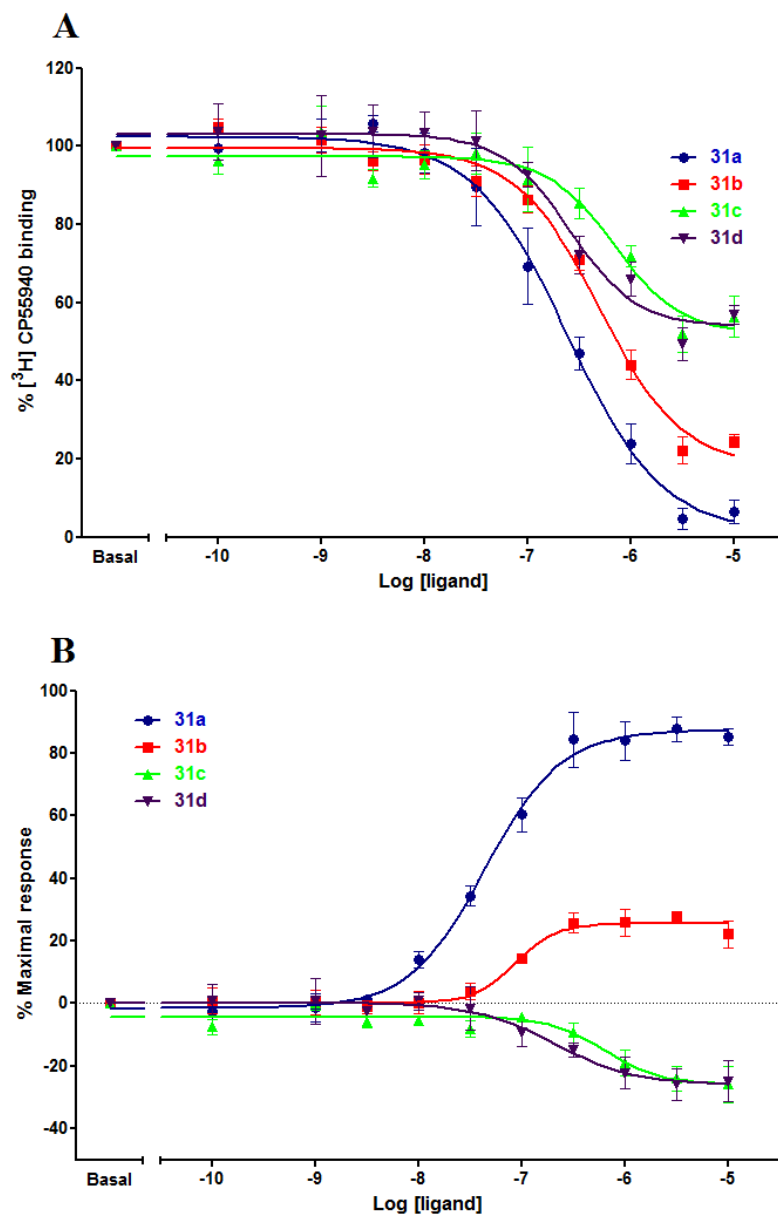 A
% [³H] CP55940 binding
120
100
80
60
40
20
0
31a
31b
31c
31d
Basal -10 -9 -8 -7 -6 -5
Log [ligand]
B
% Maximal response
100
80
60
40
20
0
-20
-40
31a
31b
31c
31d
Basal -10 -9 -8 -7 -6 -5
Log [ligand]